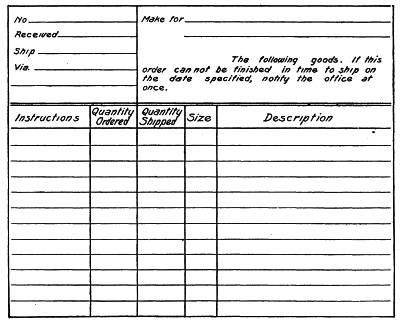 No
Received
Ship
Via.
Make for
The following goods. If this
order can not be finished in time to ship on
the date specified, notify the office at
once.
Instructions
Quantity Ordered
Quantity Shipped
Size
Description